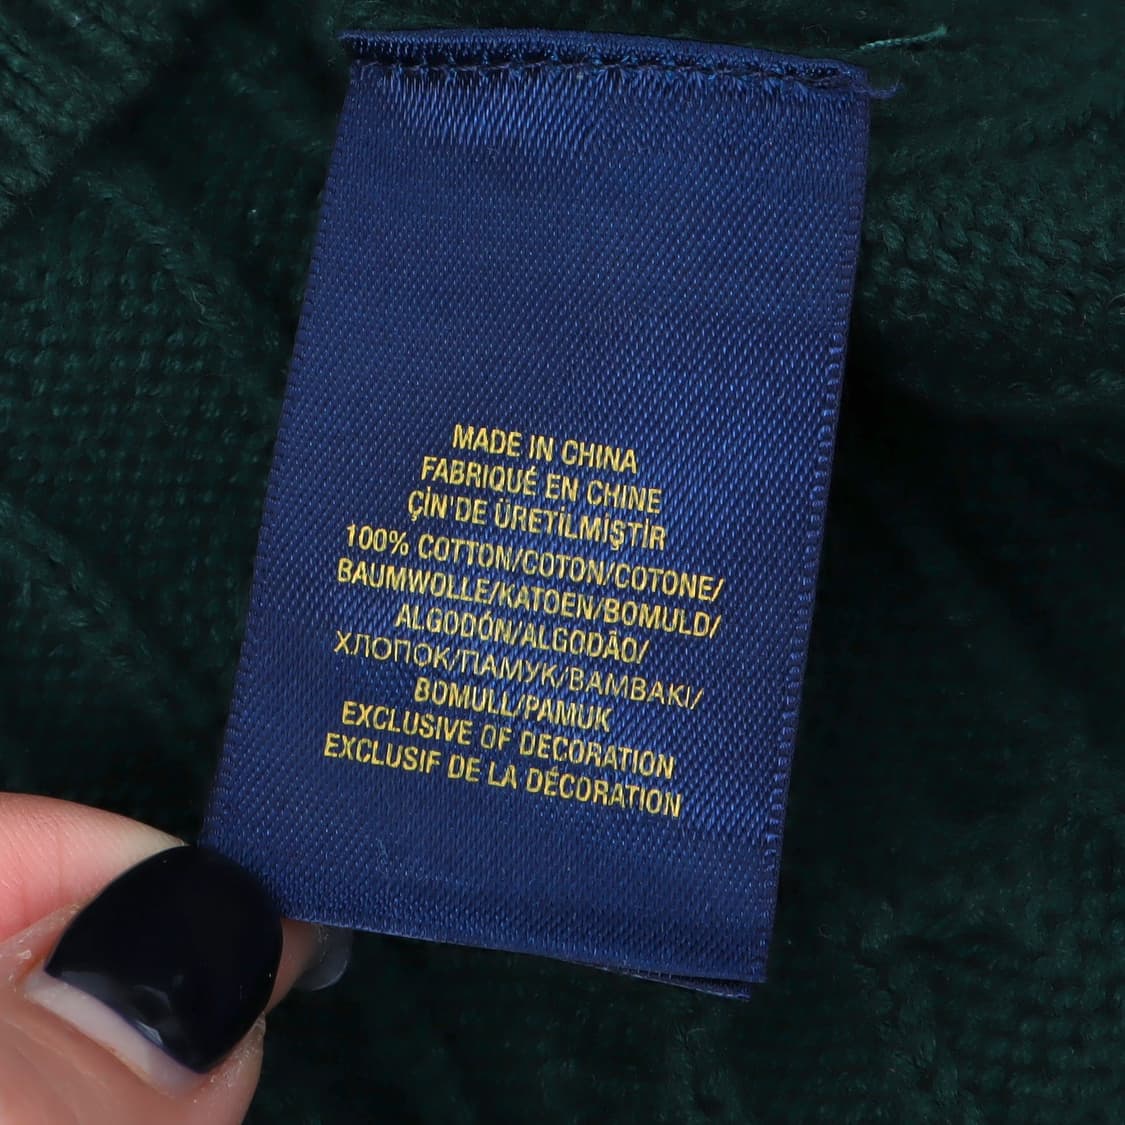 MADE IN CHINA
FABRIQUÉ EN CHINE
ÇİN'DE ÜRETİLMİŞTİR
100% COTTON/COTON/COTONE/
BAUMWOLLE/KATOEN/BOMULD/
ALGODÓN/ALGODÃO/
ХЛОПОК/ПАМУК/ΒΑΜΒΑΚΙ/
BOMULL/PAMUK
EXCLUSIVE OF DECORATION
EXCLUSIF DE LA DÉCORATION